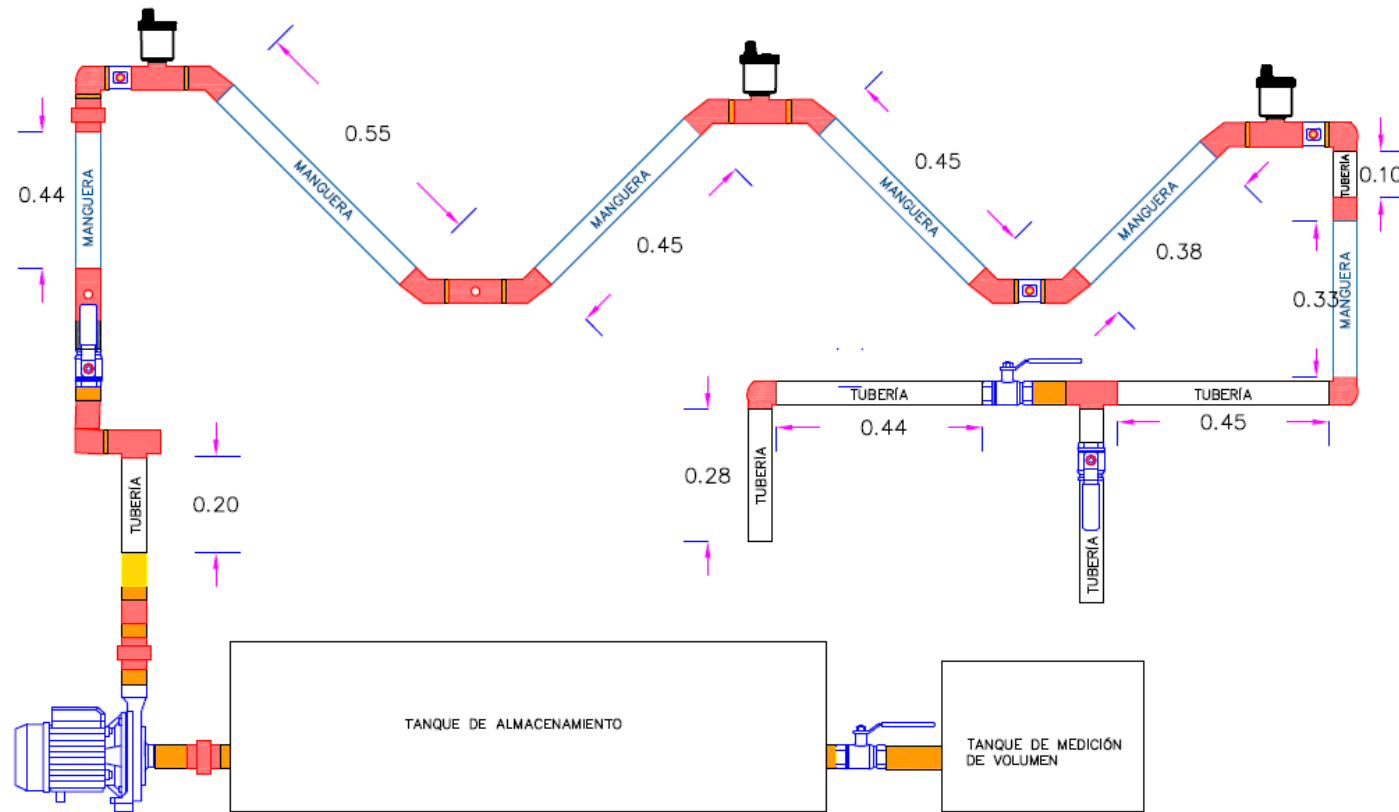 0.55
MANGUERA
0.44
MANGUERA
MANGUERA
0.45
0.45
MANGUERA
MANGUERA
0.38
TUBERÍA
0.10
0.33
MANGUERA
TUBERÍA
0.44
TUBERÍA
0.45
0.28
TUBERÍA
TUBERÍA
TUBERÍA
0.20
TANQUE DE ALMACENAMIENTO
TANQUE DE MEDICIÓN
DE VOLUMEN